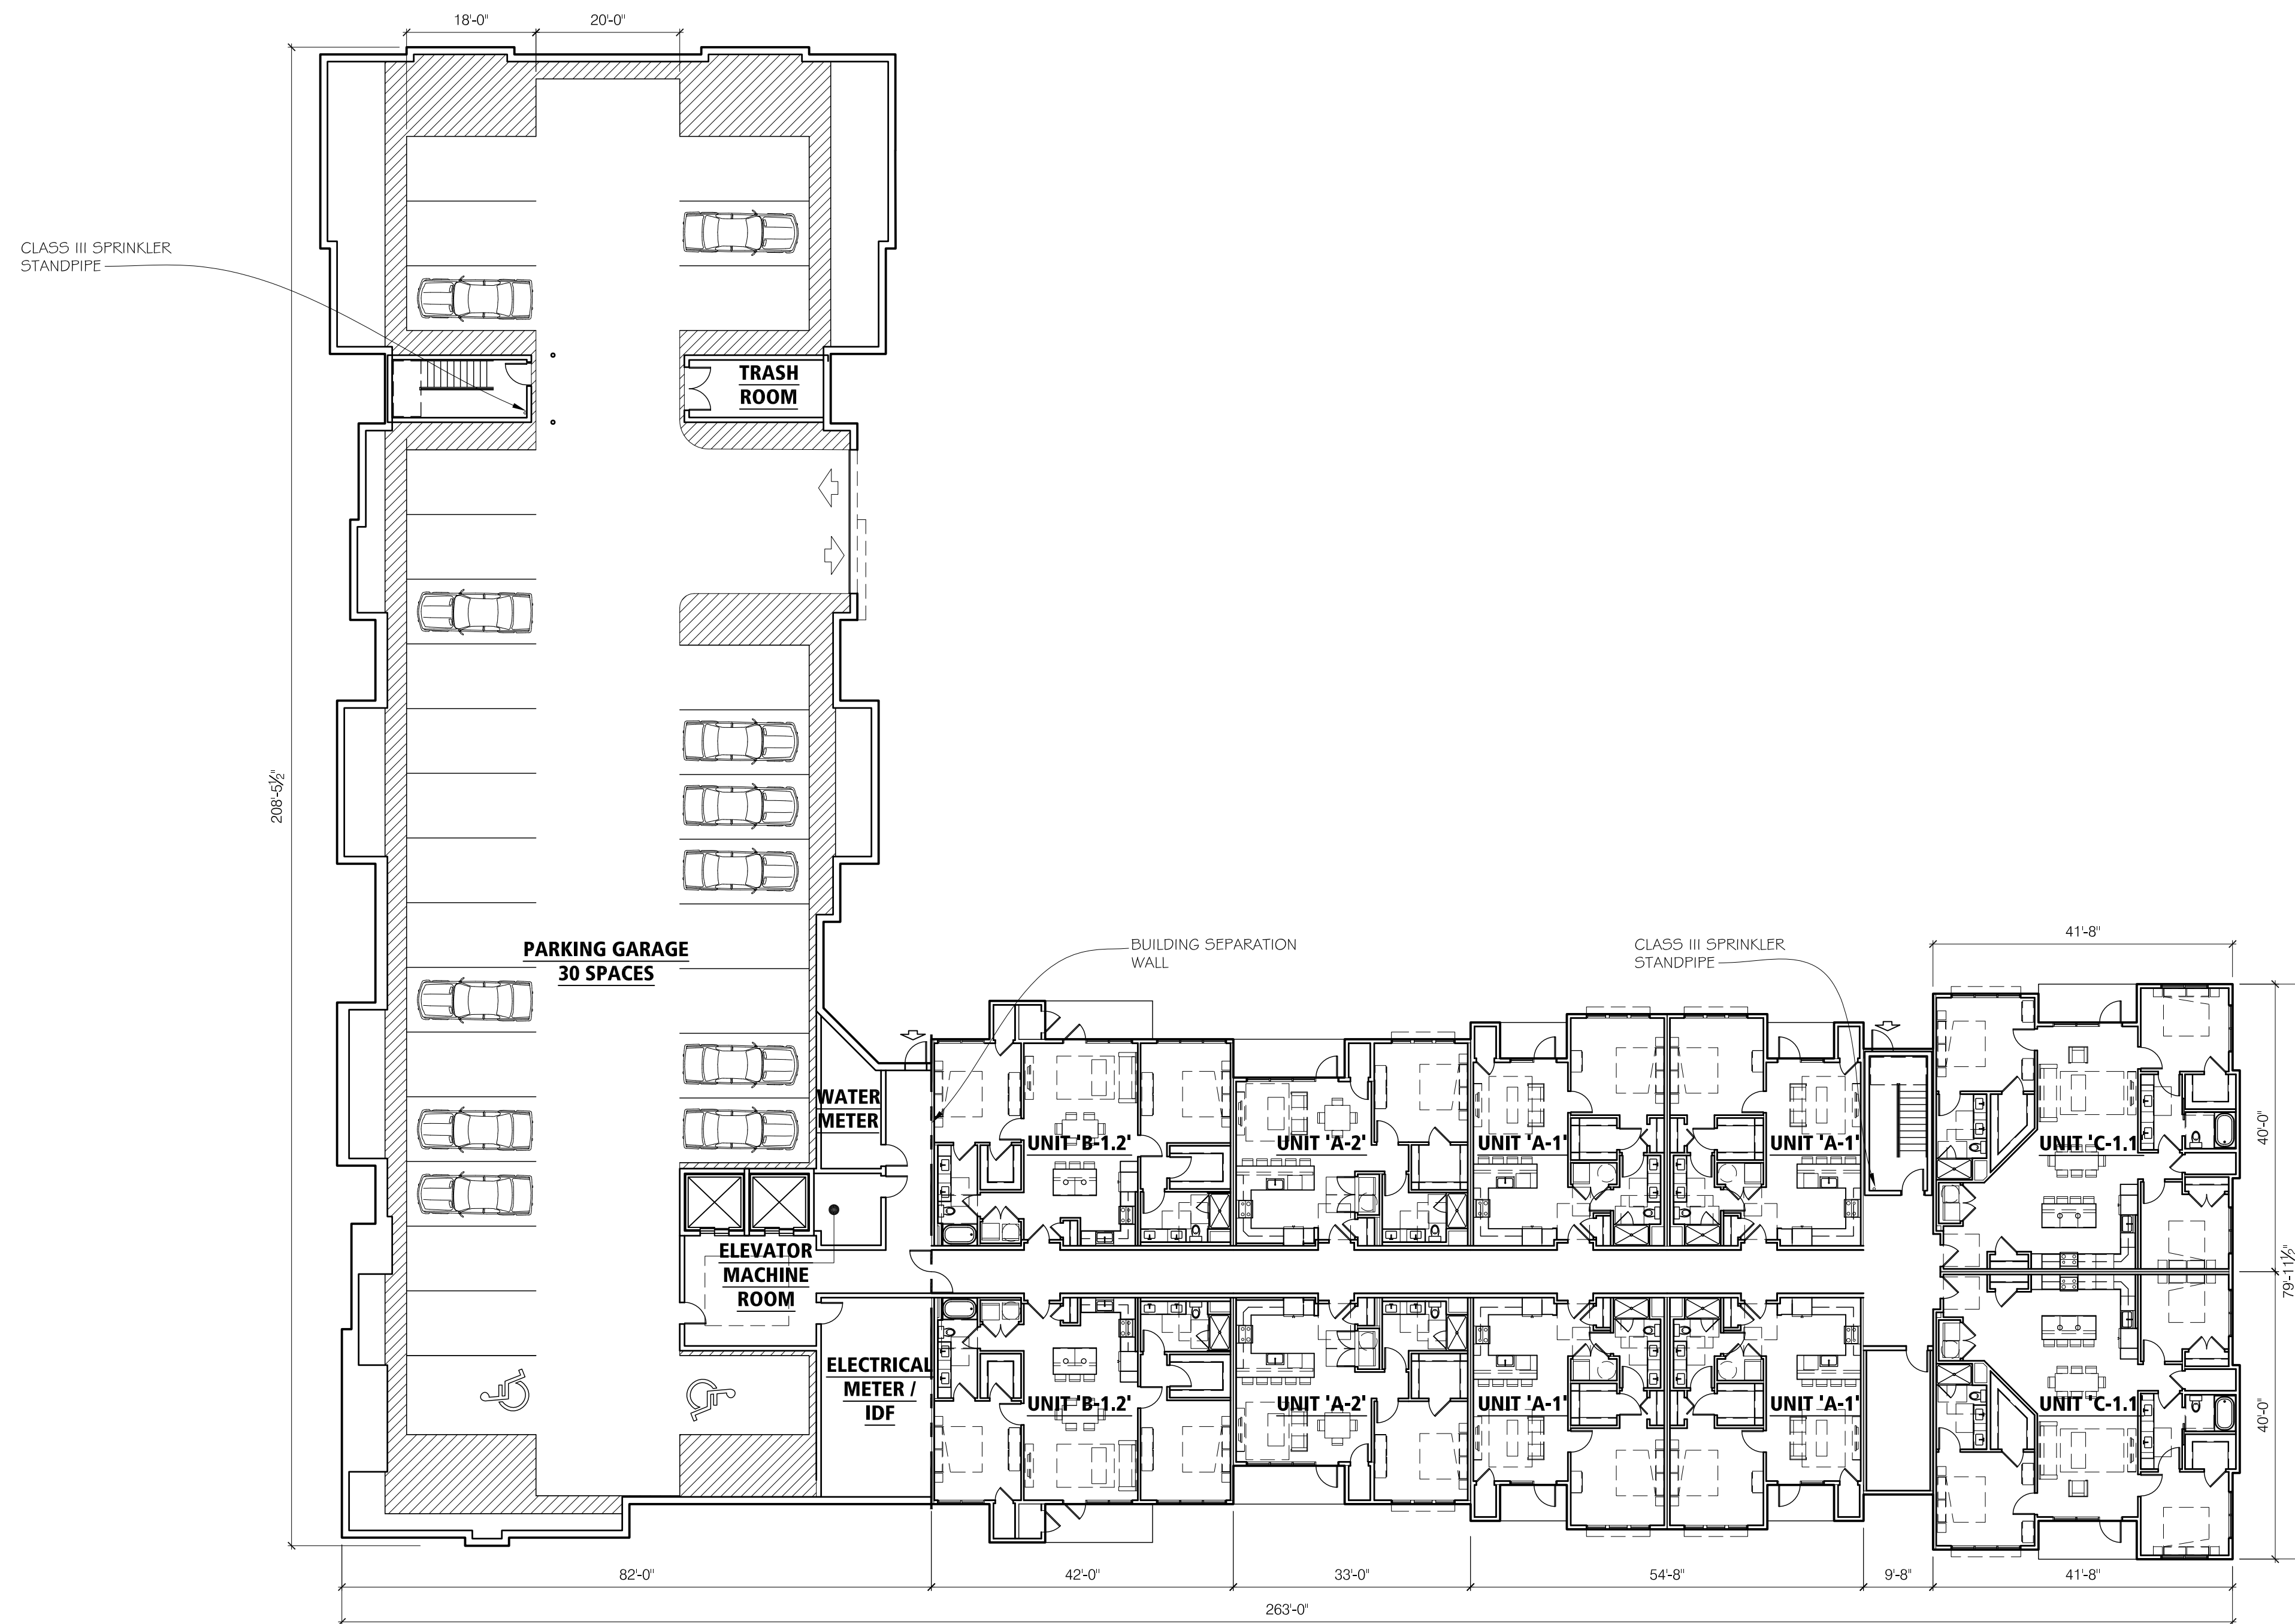 18'-0"
20'-0"
CLASS III SPRINKLER
STANDPIPE
TRASH
ROOM
208'-5½"
PARKING GARAGE
30 SPACES
BUILDING SEPARATION
WALL
CLASS III SPRINKLER
STANDPIPE
41'-8"
WATER
METER
UNIT 'B-1.2'
UNIT 'A-2'
UNIT 'A-1'
UNIT 'A-1'
UNIT 'C-1.1'
40'-0"
ELEVATOR
MACHINE
ROOM
79'-11½"
ELECTRICAL
METER /
IDF
UNIT 'B-1.2'
UNIT 'A-2'
UNIT 'A-1'
UNIT 'A-1'
UNIT 'C-1.1'
40'-0"
82'-0"
42'-0"
33'-0"
54'-8"
9'-8"
41'-8"
263'-0"